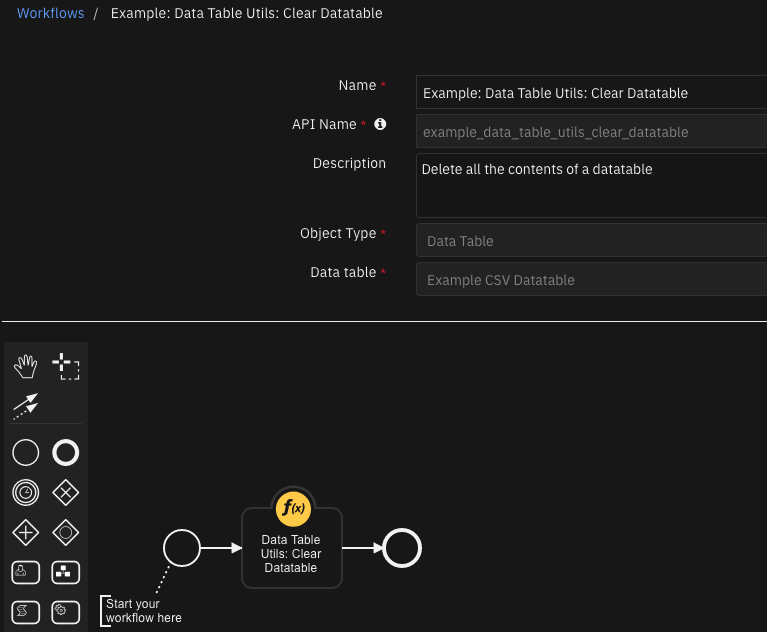 Workflows / Example: Data Table Utils: Clear Datatable
Name *
Example: Data Table Utils: Clear Datatable
API Name *
example_data_table_utils_clear_datatable
Description
Delete all the contents of a datatable
Object Type *
Data Table
Data table *
Example CSV Datatable
f(x)
Data Table
Utils: Clear
Datatable
Start your
workflow here